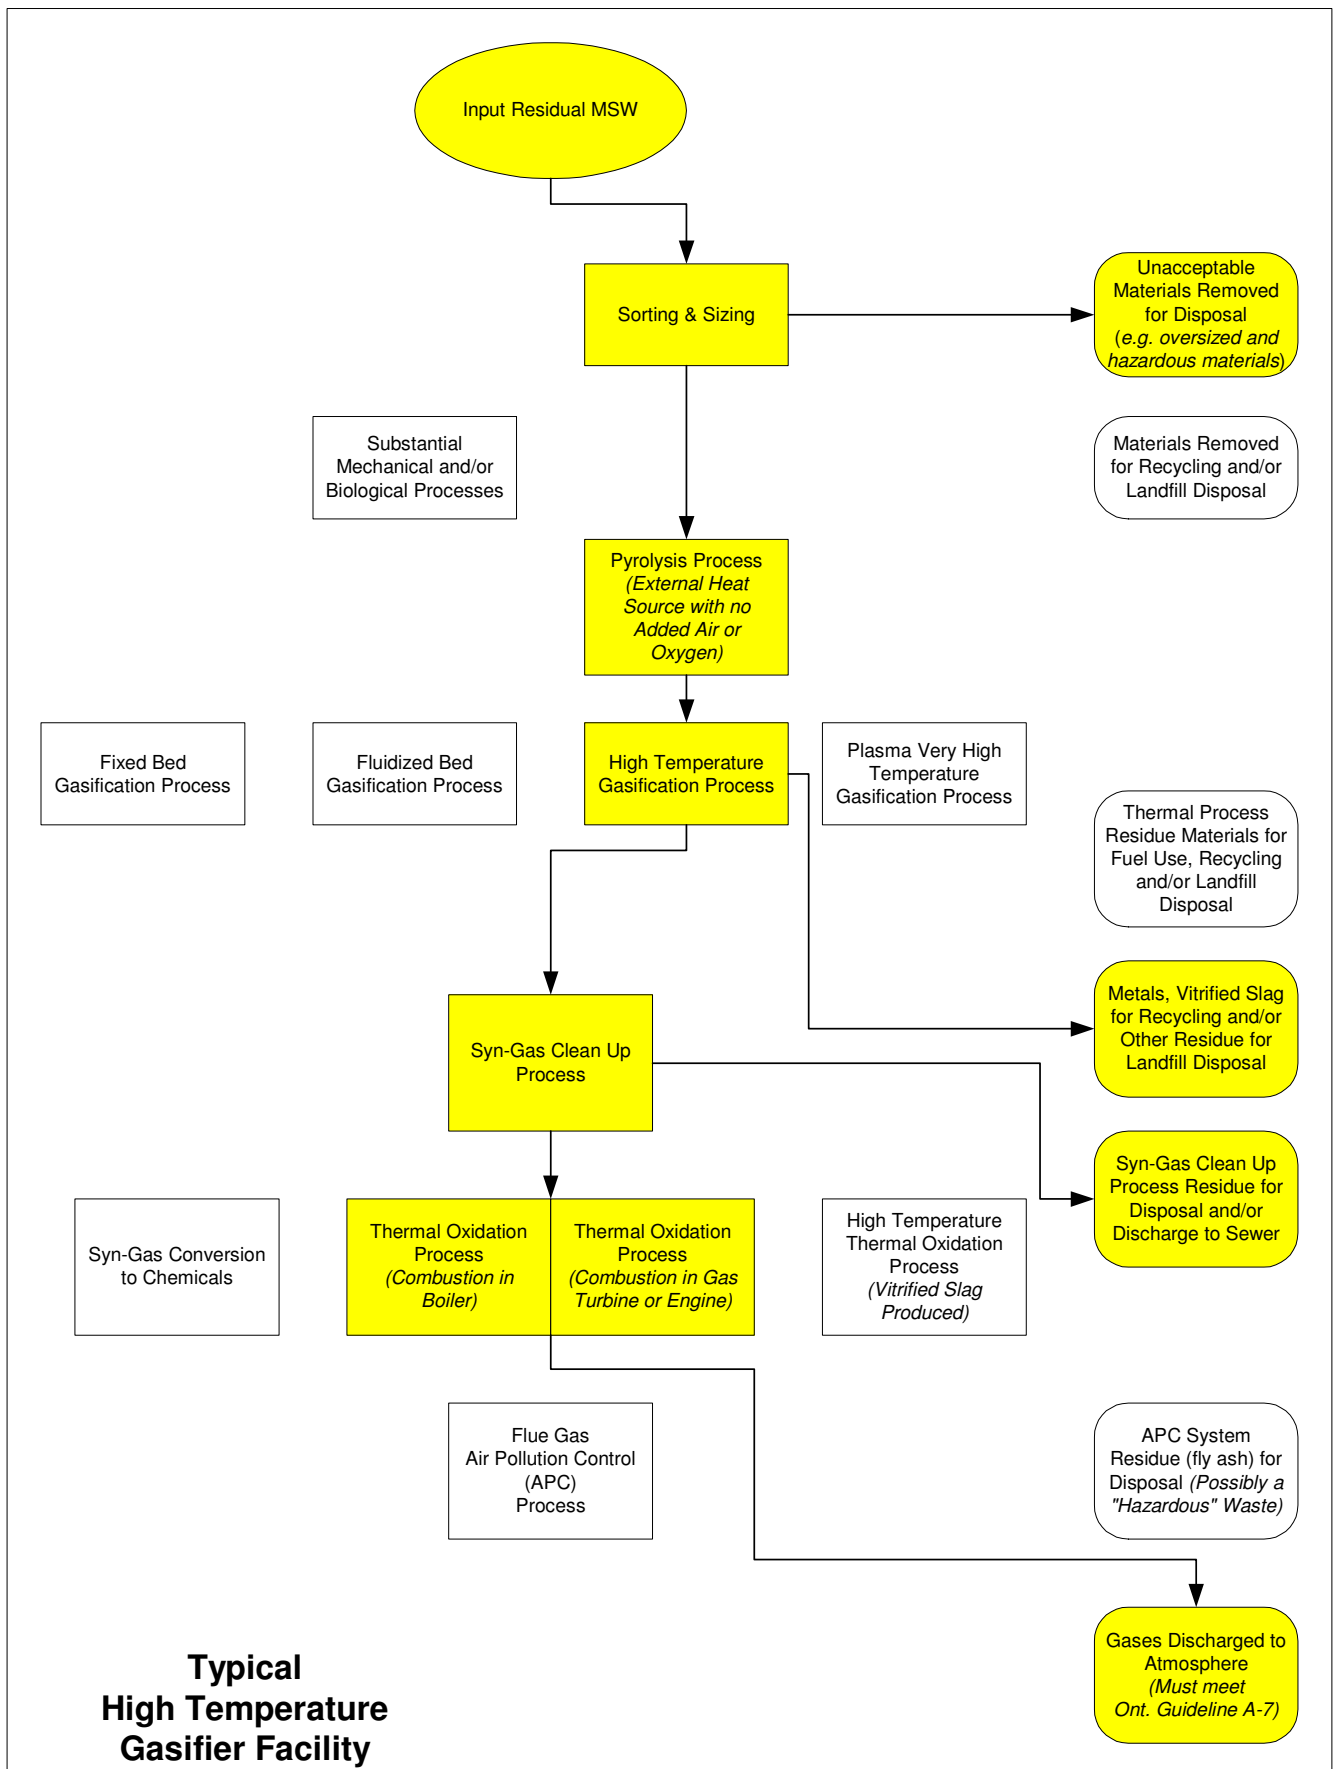 Input Residual MSW
Sorting & Sizing
Unacceptable
Materials Removed
for Disposal
(e.g. oversized and
hazardous materials)
Substantial
Mechanical and/or
Biological Processes
Materials Removed
for Recycling and/or
Landfill Disposal
Pyrolysis Process
(External Heat
Source with no
Added Air or
Oxygen)
Fixed Bed
Gasification Process
Fluidized Bed
Gasification Process
High Temperature
Gasification Process
Plasma Very High
Temperature
Gasification Process
Thermal Process
Residue Materials for
Fuel Use, Recycling
and/or Landfill
Disposal
Metals, Vitrified Slag
for Recycling and/or
Other Residue for
Landfill Disposal
Syn-Gas Clean Up
Process
Syn-Gas Clean Up
Process Residue for
Disposal and/or
Discharge to Sewer
Syn-Gas Conversion
to Chemicals
Thermal Oxidation
Process
(Combustion in
Boiler)
Thermal Oxidation
Process
(Combustion in Gas
Turbine or Engine)
High Temperature
Thermal Oxidation
Process
(Vitrified Slag
Produced)
Flue Gas
Air Pollution Control
(APC)
Process
APC System
Residue (fly ash) for
Disposal (Possibly a
"Hazardous" Waste)
Gases Discharged to
Atmosphere
(Must meet
Ont. Guideline A-7)
Typical
High Temperature
Gasifier Facility